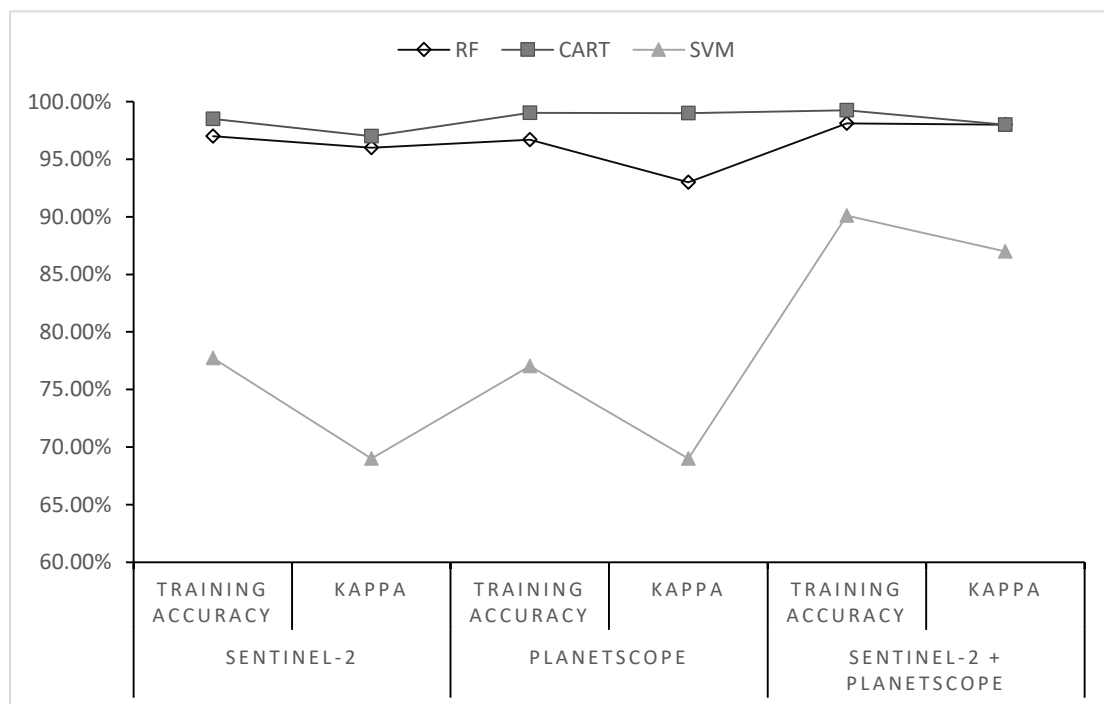 RF CART SVM
100.00%
95.00%
90.00%
85.00%
80.00%
75.00%
70.00%
65.00%
60.00%
TRAINING ACCURACY
KAPPA
TRAINING ACCURACY
KAPPA
TRAINING ACCURACY
KAPPA
SENTINEL-2
PLANETSCOPE
SENTINEL-2 +
PLANETSCOPE